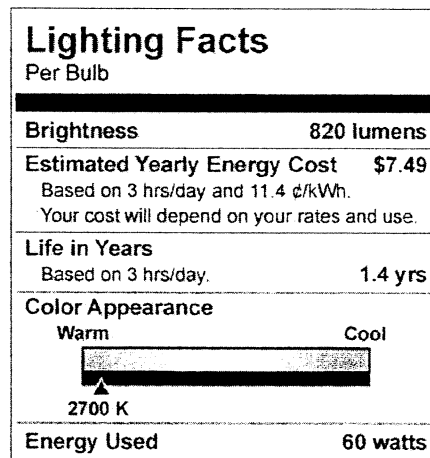 Lighting Facts
Per Bulb
Brightness 820 lumens
Estimated Yearly Energy Cost $7.49
Based on 3 hrs/day and 11.4 ¢/kWh.
Your cost will depend on your rates and use.
Life in Years
Based on 3 hrs/day. 1.4 yrs
Color Appearance
Warm Cool
2700 K
Energy Used 60 watts